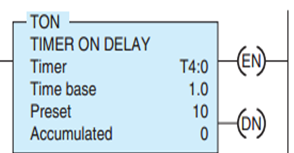 TON
TIMER ON DELAY
Timer T4:0 EN
Time base 1.0
Preset 10
DN
Accumulated 0